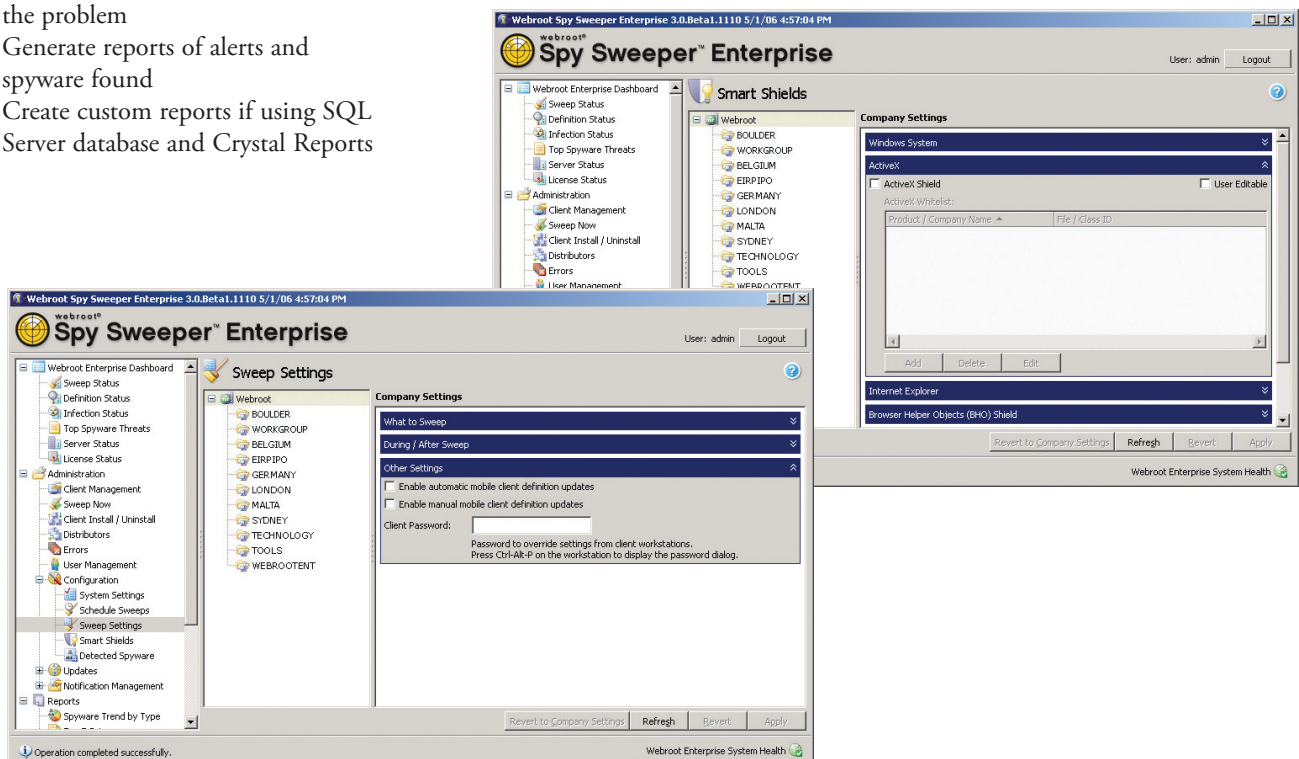 the problem
Generate reports of alerts and
spyware found
Create custom reports if using SQL
Server database and Crystal Reports
Webroot Spy Sweeper Enterprise 3.0.Beta1.1110 5/1/06 4:57:04 PM
webroot®
Spy Sweeper™ Enterprise
User: admin
Logout
Webroot Enterprise Dashboard
Sweep Status
Definition Status
Infection Status
Top Spyware Threats
Server Status
License Status
Administration
Client Management
Sweep Now
Client Install / Uninstall
Distributors
Errors
User Management
Smart Shields
Webroot
BOULDER
WORKGROUP
BELGIUM
EIRPIPO
GERMANY
LONDON
MALTA
SYDNEY
TECHNOLOGY
TOOLS
WEBROOTENT
Company Settings
Windows System
ActiveX
ActiveX Shield
User Editable
ActiveX Whitelist:
Product / Company Name
File / Class ID
Add
Delete
Edit
Internet Explorer
Browser Helper Objects (BHO) Shield
Revert to Company Settings
Refresh
Revert
Apply
Webroot Enterprise System Health
Webroot Spy Sweeper Enterprise 3.0.Beta1.1110 5/1/06 4:57:04 PM
webroot®
Spy Sweeper™ Enterprise
User: admin
Logout
Webroot Enterprise Dashboard
Sweep Status
Definition Status
Infection Status
Top Spyware Threats
Server Status
License Status
Administration
Client Management
Sweep Now
Client Install / Uninstall
Distributors
Errors
User Management
Configuration
System Settings
Schedule Sweeps
Sweep Settings
Smart Shields
Detected Spyware
Updates
Notification Management
Reports
Spyware Trend by Type
Sweep Settings
Webroot
BOULDER
WORKGROUP
BELGIUM
EIRPIPO
GERMANY
LONDON
MALTA
SYDNEY
TECHNOLOGY
TOOLS
WEBROOTENT
Company Settings
What to Sweep
During / After Sweep
Other Settings
Enable automatic mobile client definition updates
Enable manual mobile client definition updates
Client Password:
Password to override settings from client workstations.
Press Ctrl-Alt-P on the workstation to display the password dialog.
Revert to Company Settings
Refresh
Revert
Apply
Operation completed successfully.
Webroot Enterprise System Health